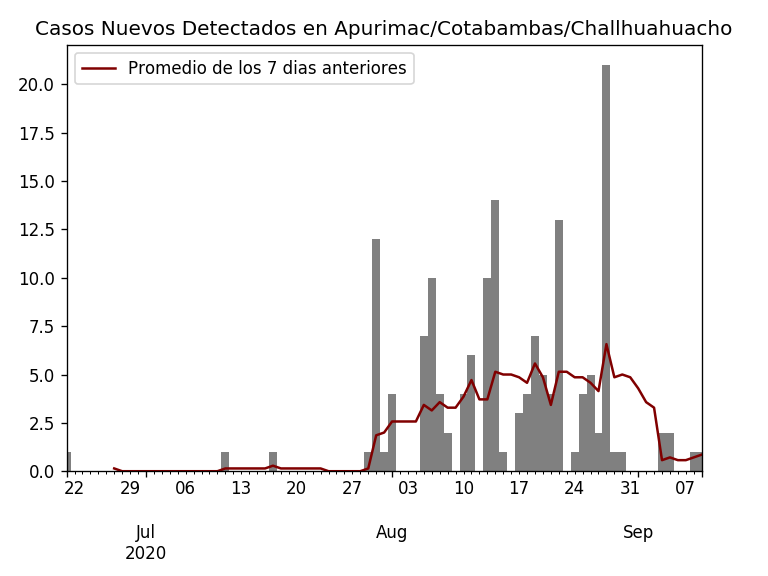 Casos Nuevos Detectados en Apurimac/Cotabambas/Challhuahuacho
Promedio de los 7 dias anteriores
20.0
17.5
15.0
12.5
10.0
7.5
5.0
2.5
0.0
22 29 06 13 20 27 03 10 17 24 31 07
Jul Aug Sep
2020